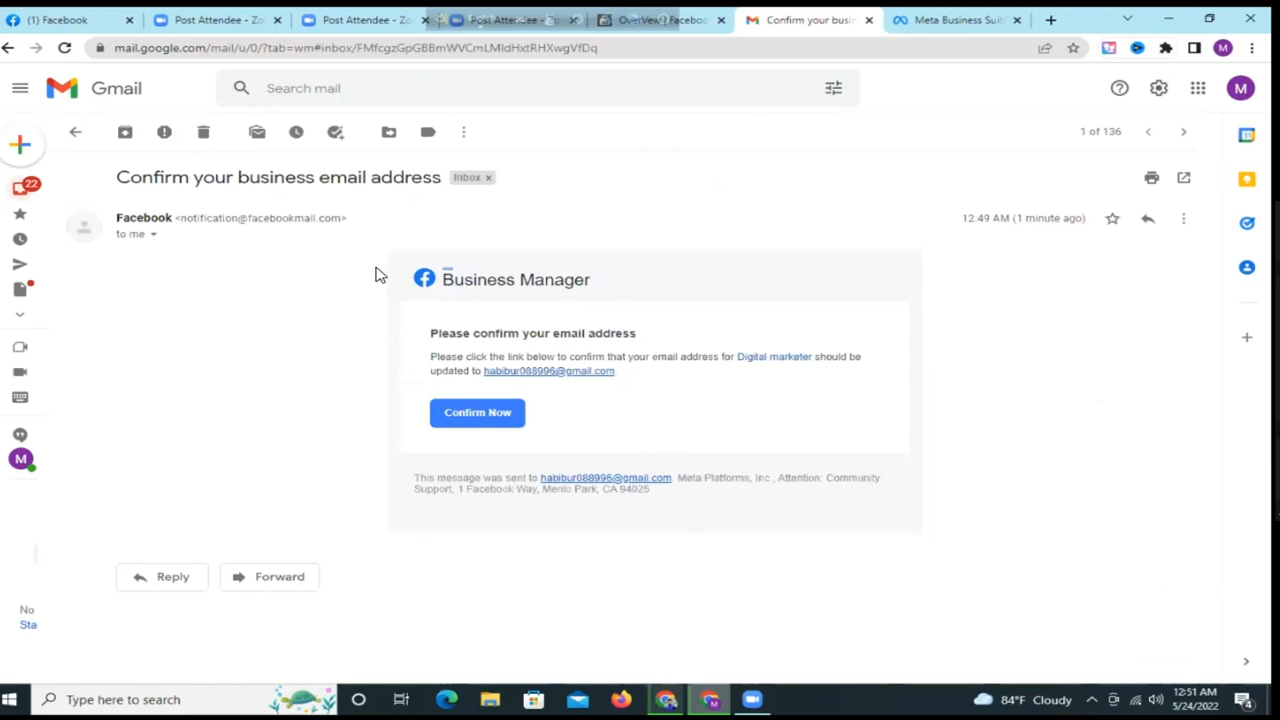 (1) Facebook
Post Attendee - Zo
Post Attendee - Zo
Post Attendee - Zo
OverView | Facebook
Confirm your busin
Meta Business Suit
mail.google.com/mail/u/0/?tab=wm#inbox/FMfcgzGpGBBmWVCmLMldHxtRHXwgVfDq
M
Gmail
Search mail
M
1 of 136
22
Confirm your business email address
Inbox ×
Facebook <notification@facebookmail.com>
12:49 AM (1 minute ago)
to me
Business Manager
Please confirm your email address
Please click the link below to confirm that your email address for Digital marketer should be
updated to habibur088996@gmail.com
Confirm Now
M
This message was sent to habibur088996@gmail.com. Meta Platforms, Inc., Attention: Community
Support, 1 Facebook Way, Menlo Park, CA 94025
Reply
Forward
No
Sta
Type here to search
84°F Cloudy
12:51 AM
5/24/2022
4